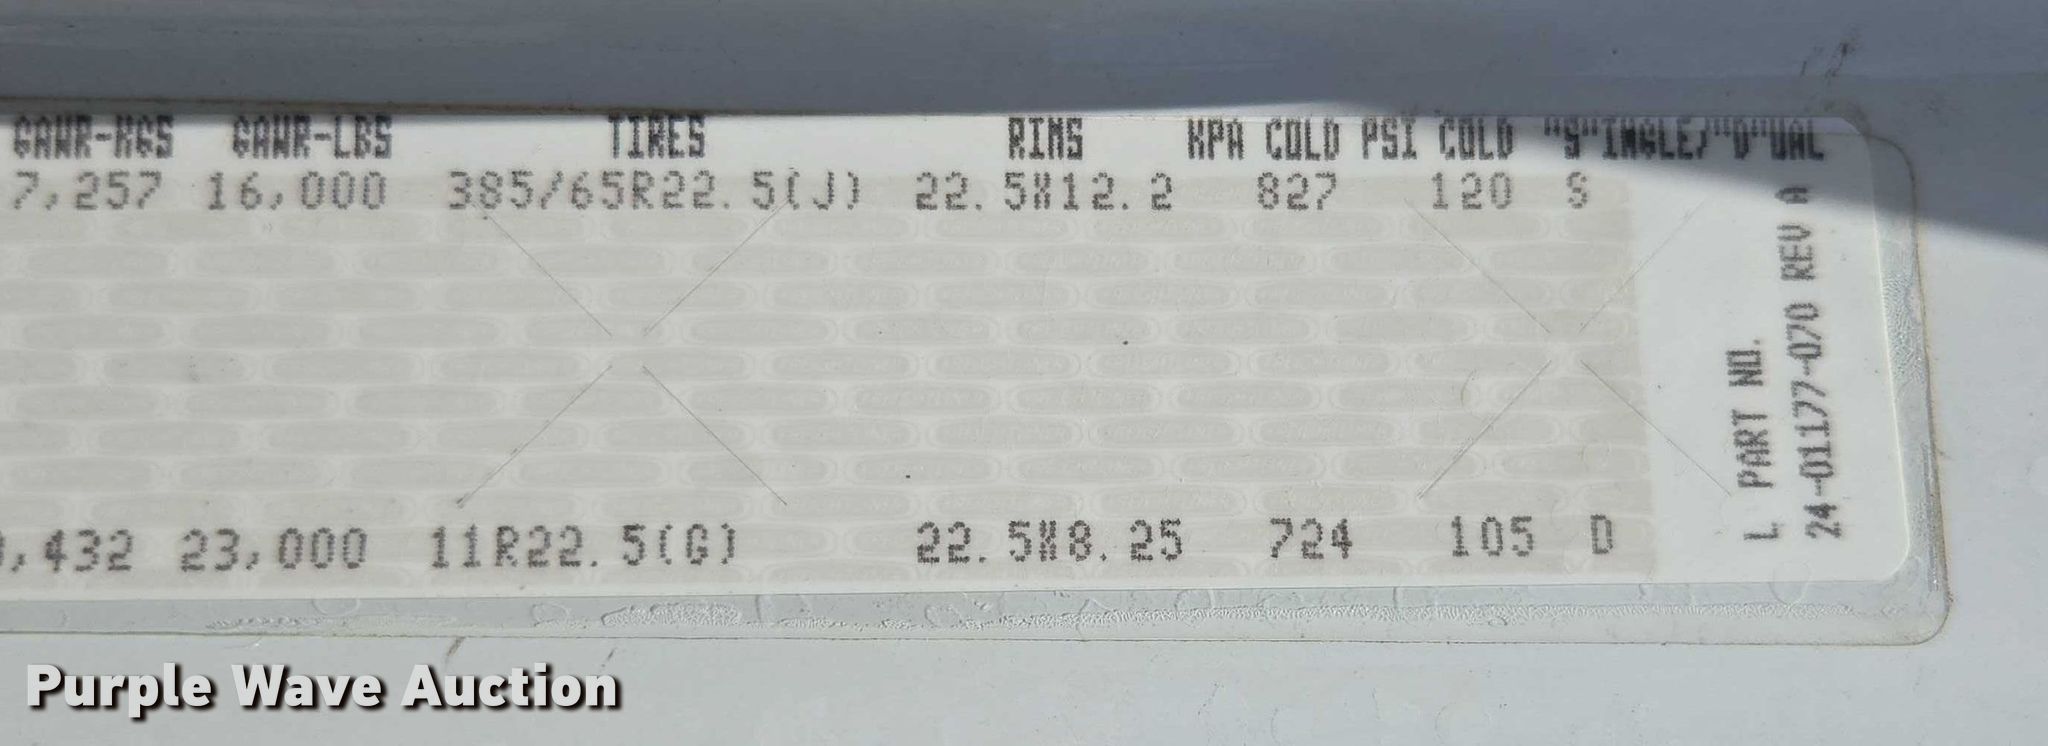 GAWR-KGS GAWR-LBS TIRES RIMS KPA COLD PSI COLD "S"INGLE/"D"UAL
7,257 16,000 385/65R22.5(J) 22.5X12.2 827 120 S
,432 23,000 11R22.5(G) 22.5X8.25 724 105 D
L PART NO.
24-01177-070 REV A
Purple Wave Auction